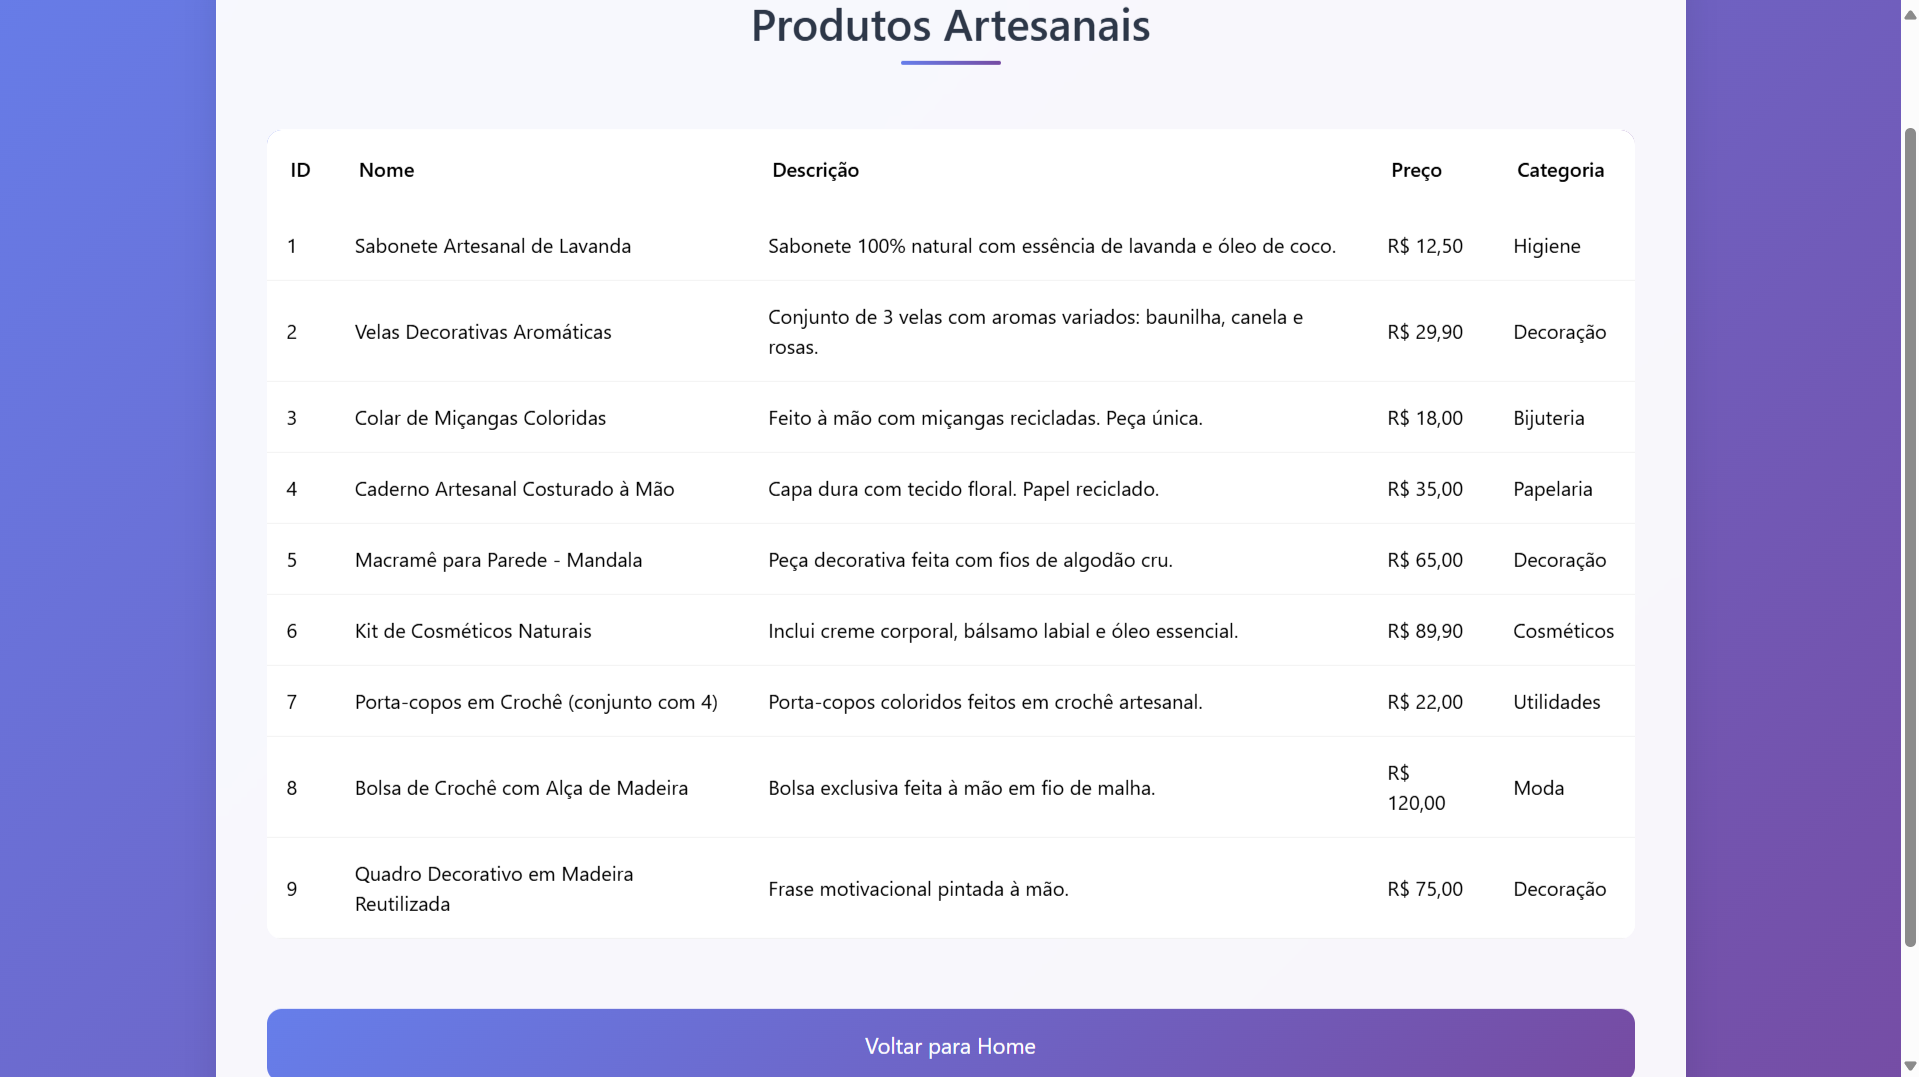 Produtos Artesanais
ID Nome Descrição Preço Categoria
1 Sabonete Artesanal de Lavanda Sabonete 100% natural com essência de lavanda e óleo de coco. R$ 12,50 Higiene
2 Velas Decorativas Aromáticas Conjunto de 3 velas com aromas variados: baunilha, canela e
rosas. R$ 29,90 Decoração
3 Colar de Miçangas Coloridas Feito à mão com miçangas recicladas. Peça única. R$ 18,00 Bijuteria
4 Caderno Artesanal Costurado à Mão Capa dura com tecido floral. Papel reciclado. R$ 35,00 Papelaria
5 Macramê para Parede - Mandala Peça decorativa feita com fios de algodão cru. R$ 65,00 Decoração
6 Kit de Cosméticos Naturais Inclui creme corporal, bálsamo labial e óleo essencial. R$ 89,90 Cosméticos
7 Porta-copos em Crochê (conjunto com 4) Porta-copos coloridos feitos em crochê artesanal. R$ 22,00 Utilidades
8 Bolsa de Crochê com Alça de Madeira Bolsa exclusiva feita à mão em fio de malha. R$
120,00 Moda
9 Quadro Decorativo em Madeira
Reutilizada Frase motivacional pintada à mão. R$ 75,00 Decoração
Voltar para Home